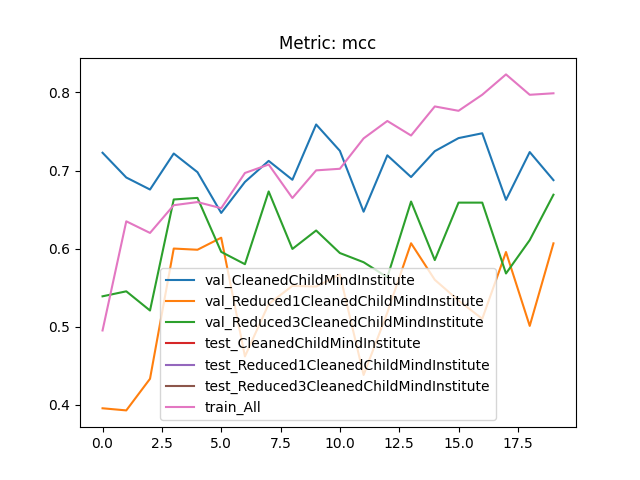 Metric: mcc
0.8
0.7
0.6
0.5
0.4
val_CleanedChildMindInstitute
val_Reduced1CleanedChildMindInstitute
val_Reduced3CleanedChildMindInstitute
test_CleanedChildMindInstitute
test_Reduced1CleanedChildMindInstitute
test_Reduced3CleanedChildMindInstitute
train_All
0.0 2.5 5.0 7.5 10.0 12.5 15.0 17.5